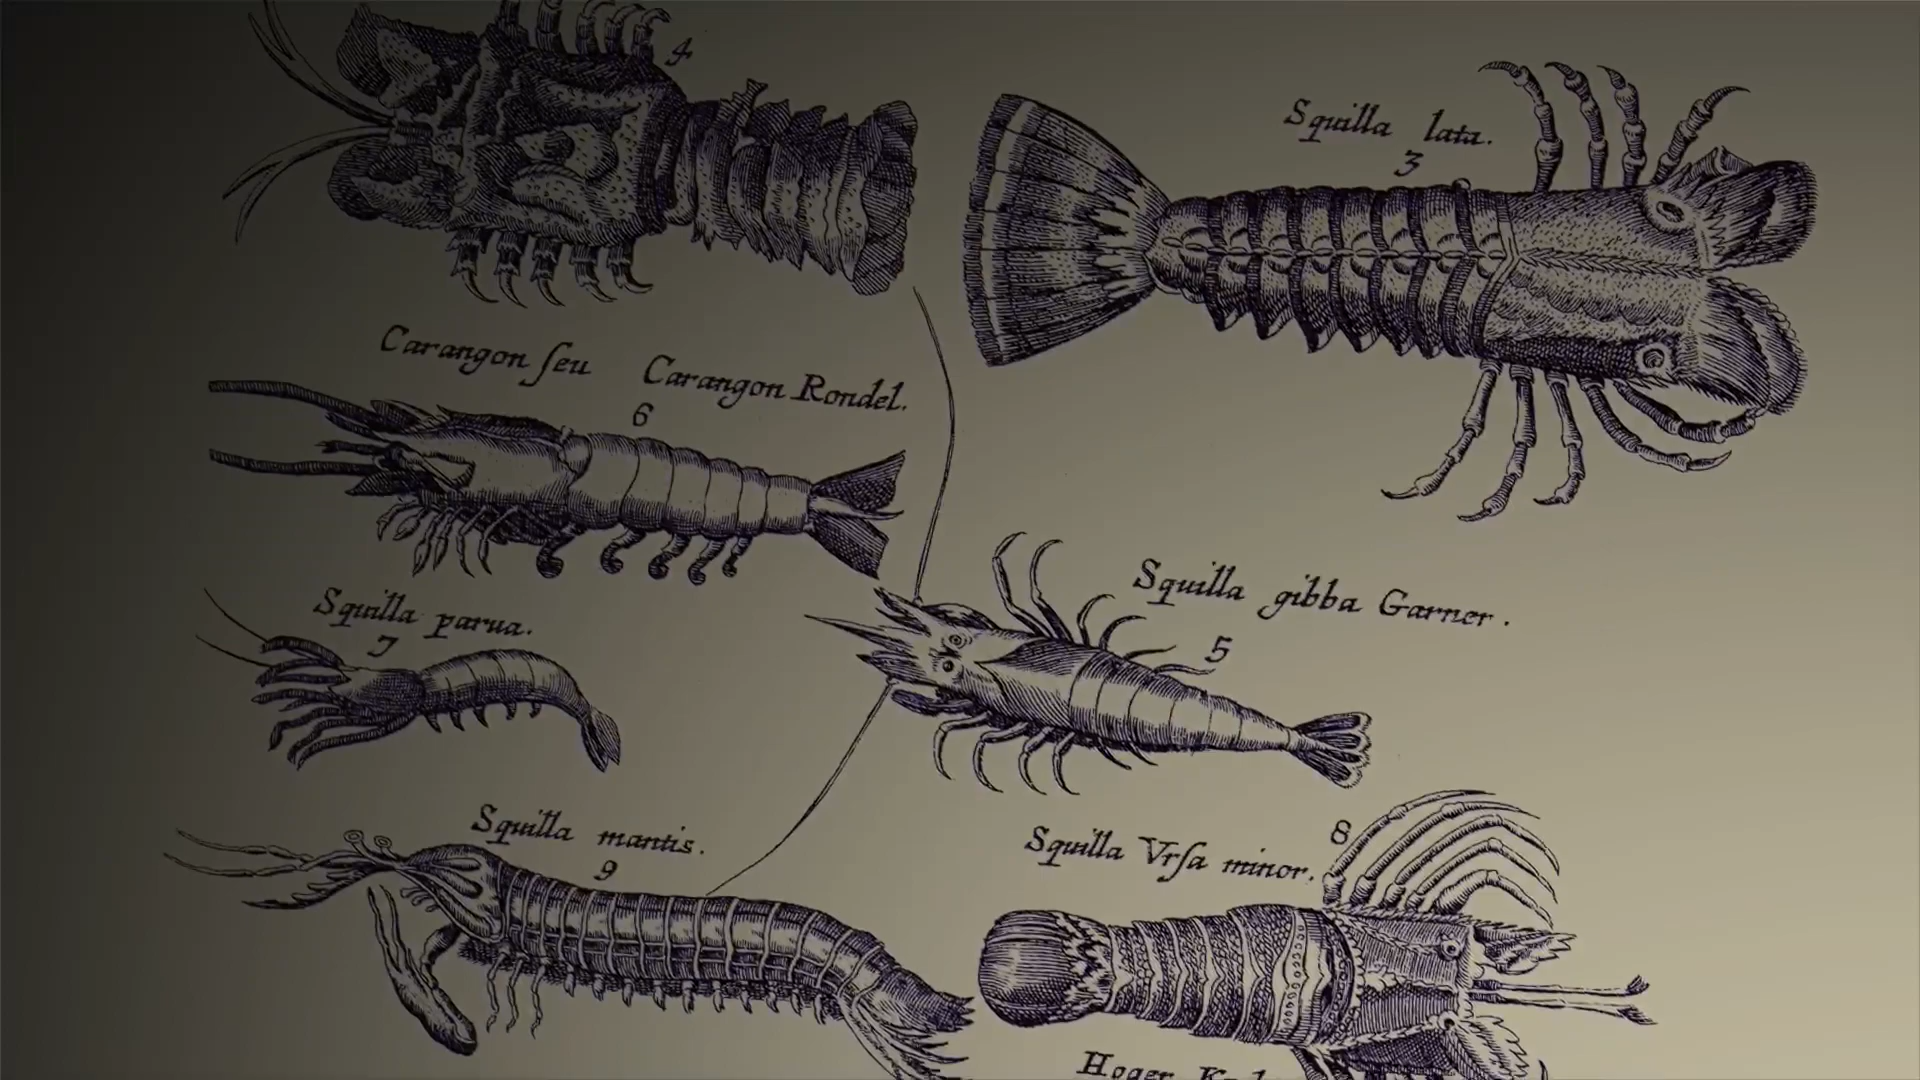 4
Squilla lata.
3
Carangon ſeu Carangon Rondel.
6
Squilla gibba Garner.
5
Squilla parua.
7
Squilla mantis.
9
Squilla Vrſa minor.
8
Hoger